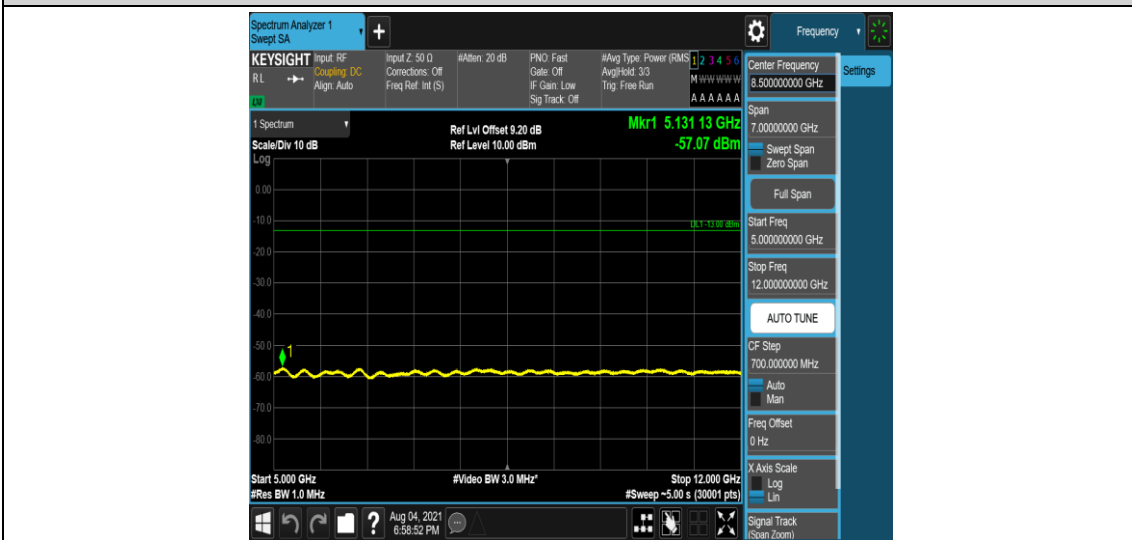 Spectrum Analyzer 1
Swept SA
+
Frequency
KEYSIGHT
RL
LXI
Input: RF
Coupling: DC
Align: Auto
Input Z: 50 Ω
Corrections: Off
Freq Ref: Int (S)
#Atten: 20 dB
PNO: Fast
Gate: Off
IF Gain: Low
Sig Track: Off
#Avg Type: Power (RMS
Avg|Hold: 3/3
Trig: Free Run
1 2 3 4 5 6
M W W W W W
A A A A A A
Center Frequency
8.500000000 GHz
Settings
Span
7.00000000 GHz
Swept Span
Zero Span
Full Span
Start Freq
5.000000000 GHz
Stop Freq
12.000000000 GHz
AUTO TUNE
CF Step
700.000000 MHz
Auto
Man
Freq Offset
0 Hz
X Axis Scale
Log
Lin
Signal Track
(Span Zoom)
1 Spectrum
Scale/Div 10 dB
Log
Ref Lvl Offset 9.20 dB
Ref Level 10.00 dBm
Mkr1 5.131 13 GHz
-57.07 dBm
0.00
-10.0
DL1 -13.00 dBm
-20.0
-30.0
-40.0
-50.0
1
-60.0
-70.0
-80.0
Start 5.000 GHz
#Video BW 3.0 MHz*
Stop 12.000 GHz
#Res BW 1.0 MHz
#Sweep ~5.00 s (30001 pts)
?
Aug 04, 2021
6:58:52 PM